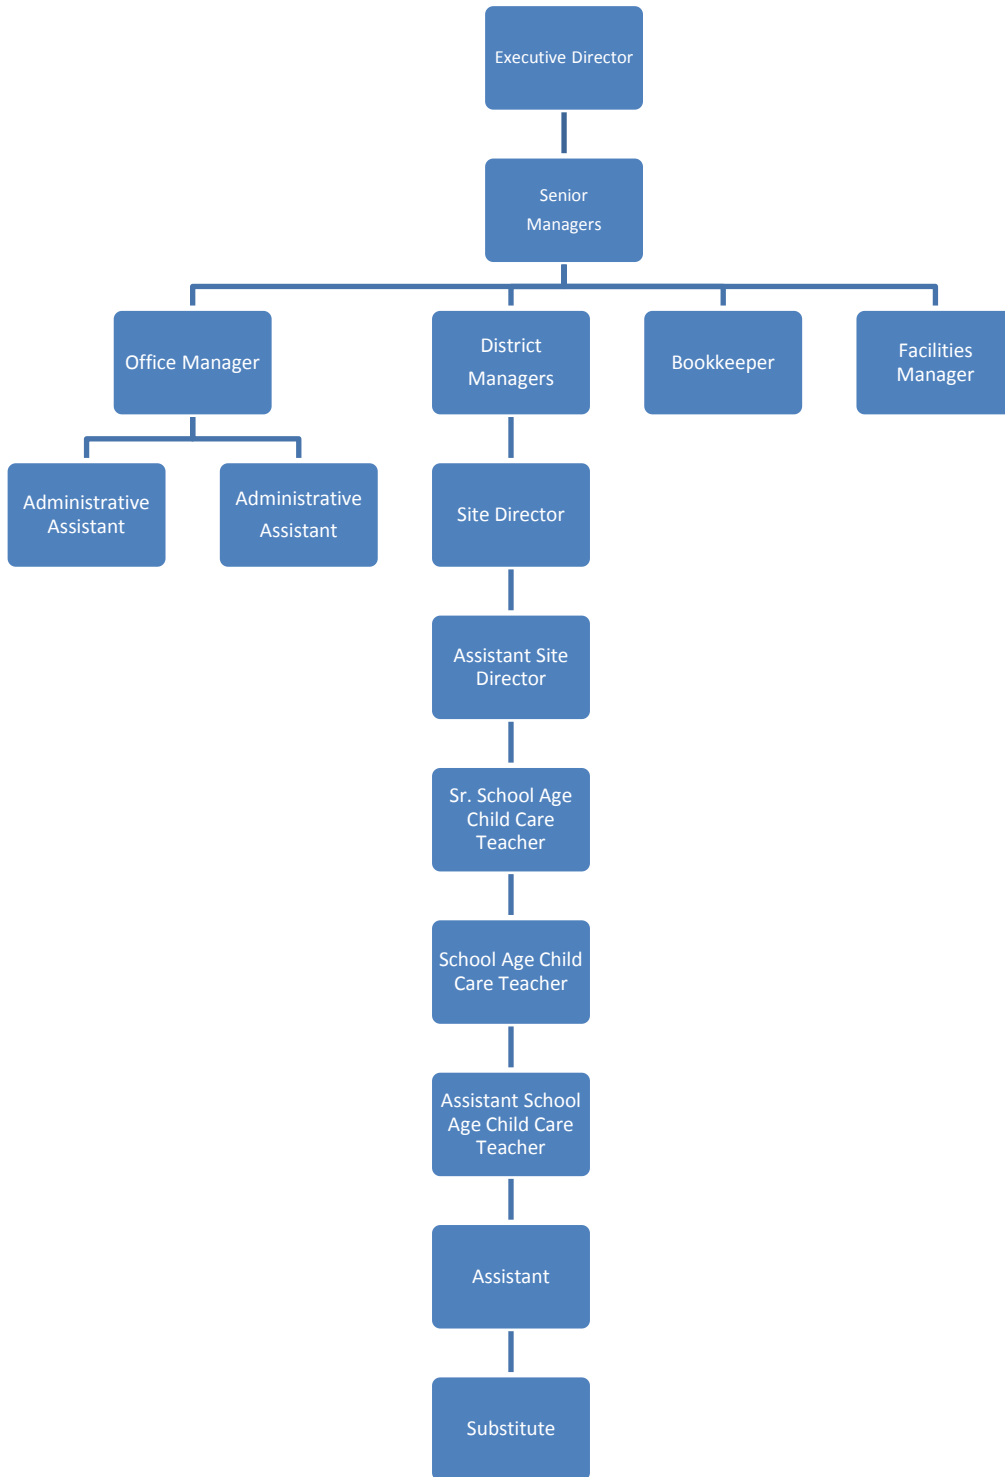 Executive Director
Senior
Managers
Office Manager
District
Managers
Bookkeeper
Facilities
Manager
Administrative
Assistant
Administrative
Assistant
Site Director
Assistant Site
Director
Sr. School Age
Child Care
Teacher
School Age Child
Care Teacher
Assistant School
Age Child Care
Teacher
Assistant
Substitute